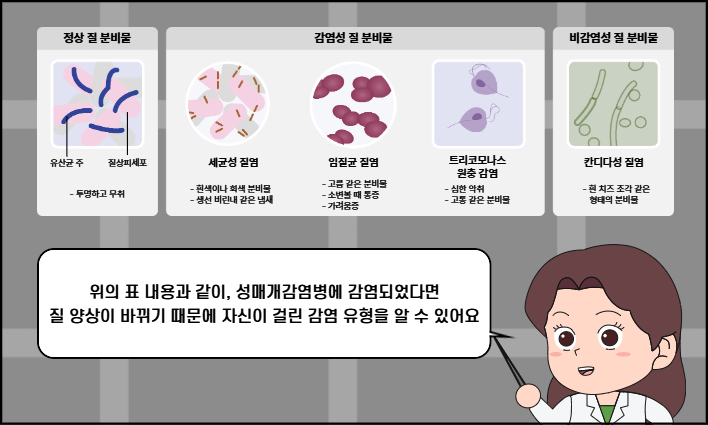 정상 질 분비물
유산균 주
질상피세포
- 투명하고 무취
감염성 질 분비물
세균성 질염
- 흰색이나 회색 분비물
- 생선 비린내 같은 냄새
임질균 질염
- 고름 같은 분비물
- 소변볼 때 통증
- 가려움증
트리코모나스
원충 감염
- 심한 악취
- 고통 같은 분비물
비감염성 질 분비물
칸디다성 질염
- 흰 치즈 조각 같은
형태의 분비물
위의 표 내용과 같이, 성매개감염병에 감염되었다면
질 양상이 바뀌기 때문에 자신이 걸린 감염 유형을 알 수 있어요